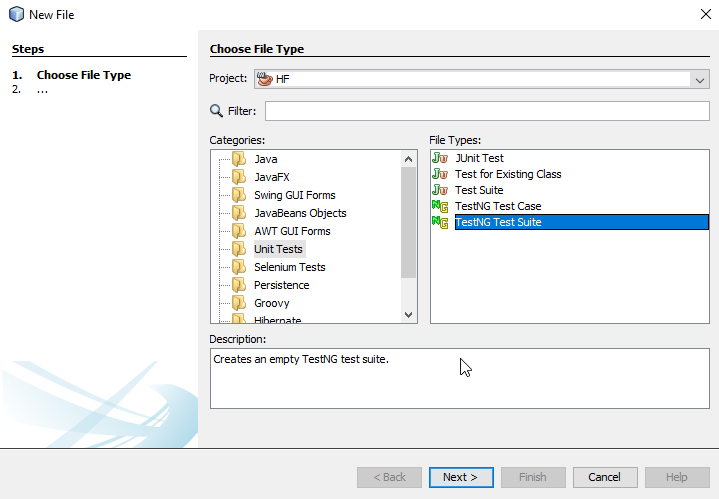 New File
Steps
1. Choose File Type
2. ...
Choose File Type
Project: HF
Filter:
Categories:
Java
JavaFX
Swing GUI Forms
JavaBeans Objects
AWT GUI Forms
Unit Tests
Selenium Tests
Persistence
Groovy
Hibernate
File Types:
JUnit Test
Test for Existing Class
Test Suite
TestNG Test Case
TestNG Test Suite
Description:
Creates an empty TestNG test suite.
< Back Next > Finish Cancel Help